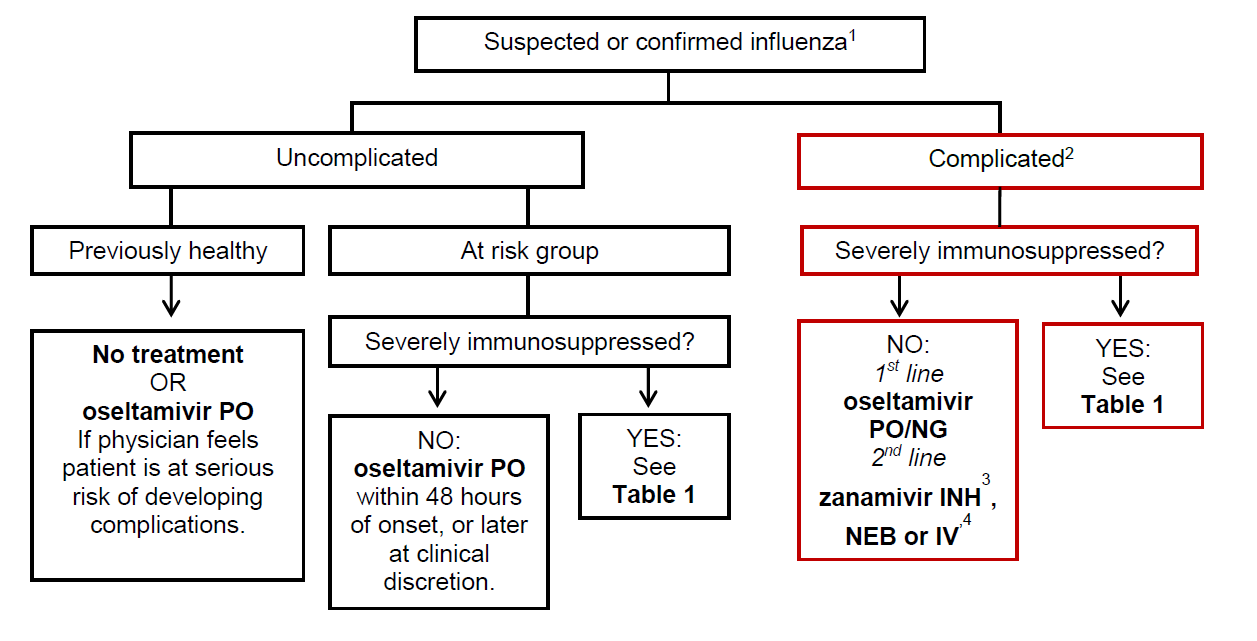 Suspected or confirmed influenza1
Uncomplicated
Complicated2
Previously healthy
At risk group
Severely immunosuppressed?
No treatment
OR
oseltamivir PO
If physician feels
patient is at serious
risk of developing
complications.
Severely immunosuppressed?
NO:
oseltamivir PO
within 48 hours
of onset, or later
at clinical
discretion.
YES:
See
Table 1
NO:
1st line
oseltamivir
PO/NG
2nd line
zanamivir INH3,
NEB or IV,4
YES:
See
Table 1